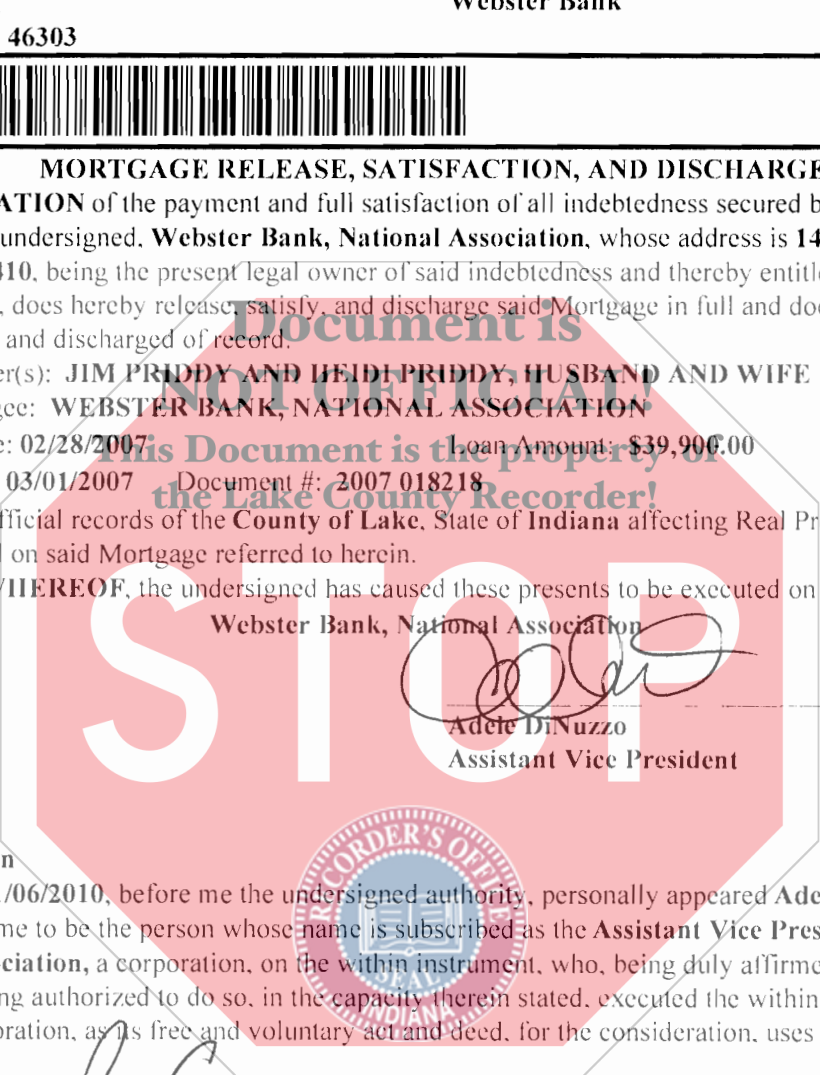 Webster Bank
46303
MORTGAGE RELEASE, SATISFACTION, AND DISCHARGE
ATION of the payment and full satisfaction of all indebtedness secured b
undersigned, Webster Bank, National Association, whose address is 14
410, being the present legal owner of said indebtedness and thereby entitle
, does hereby release, satisfy, and discharge said Mortgage in full and doe
and discharged of record.
Document is
er(s): JIM PRIDDY AND HEIDI PRIDDY, HUSBAND AND WIFE
NOT OFFICIAL!
gee: WEBSTER BANK, NATIONAL ASSOCIATION
e: 02/28/2007 Loan Amount: $39,900.00
This Document is the property of
03/01/2007 Document #: 2007 018218
the Lake County Recorder!
fficial records of the County of Lake, State of Indiana affecting Real Pr
d on said Mortgage referred to herein.
WHEREOF, the undersigned has caused these presents to be executed on
STOP
Webster Bank, National Association
Adele DiNuzzo
Assistant Vice President
n
/06/2010, before me the undersigned authority, personally appeared Ade
me to be the person whose name is subscribed as the Assistant Vice Pres
ciation, a corporation, on the within instrument, who, being duly affirme
ng authorized to do so, in the capacity therein stated, executed the within
oration, as its free and voluntary act and deed, for the consideration, uses
RECORDER'S OFFICE
SEAL
INDIANA